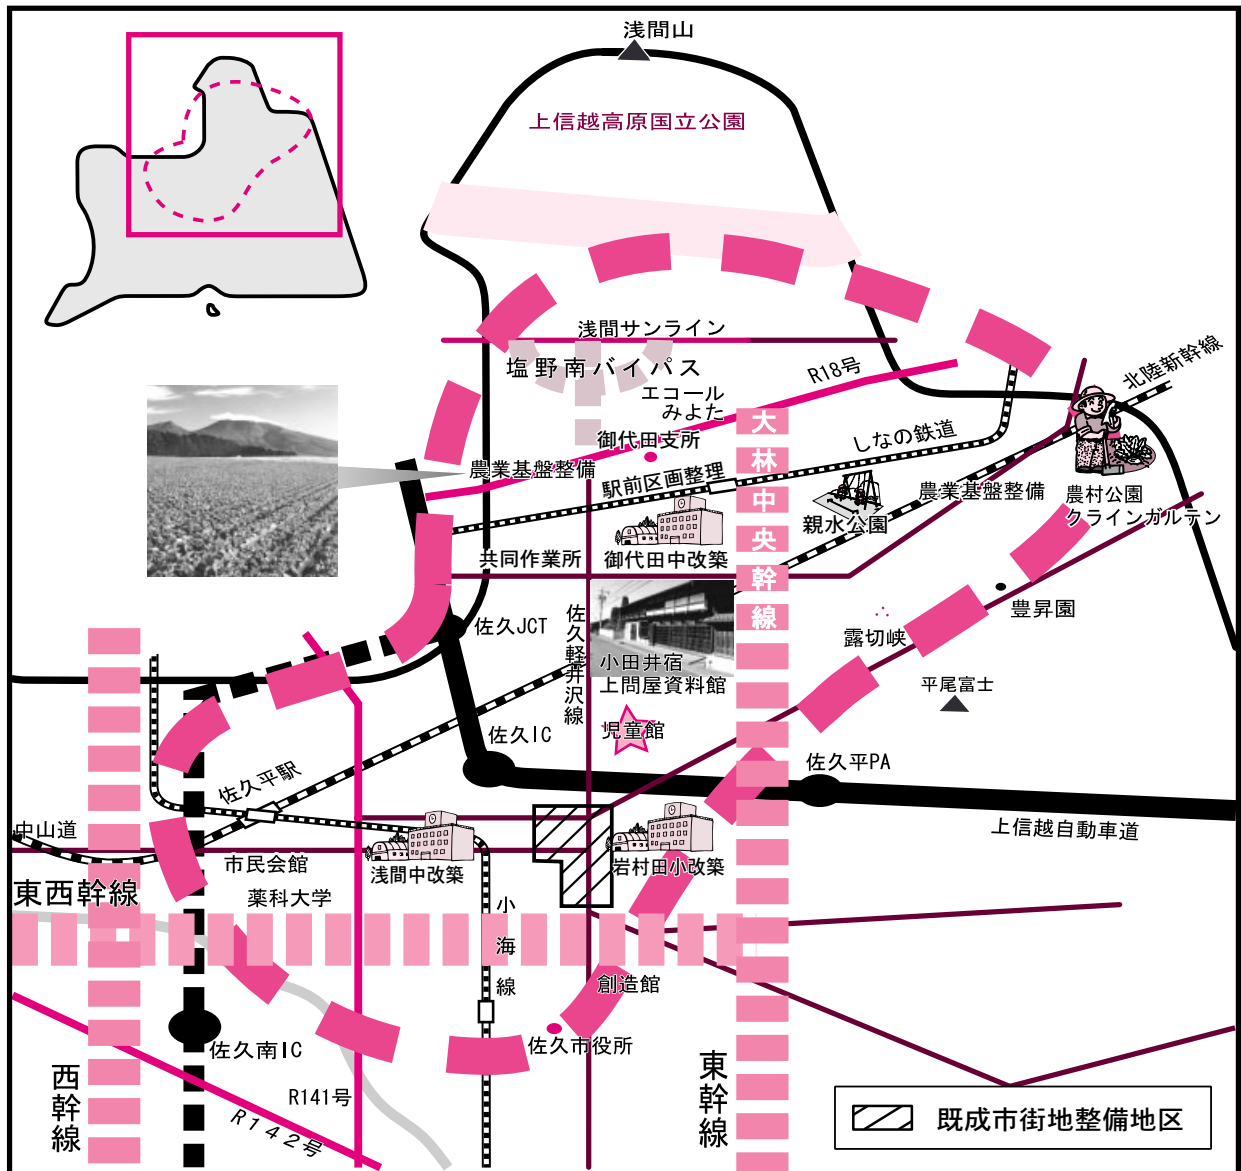 浅間山
上信越高原国立公園
浅間サンライン
塩野南バイパス
R18号
北陸新幹線
エコール
みよた
大林中央幹線
しなの鉄道
御代田支所
農業基盤整備
駅前区画整理
農業基盤整備
農村公園
クラインガルテン
親水公園
共同作業所
御代田中改築
豊昇園
佐久軽井沢線
佐久JCT
露切峡
小田井宿
上問屋資料館
平尾富士
児童館
佐久IC
佐久平PA
佐久平駅
中山道
上信越自動車道
市民会館
浅間中改築
岩村田小改築
東西幹線
薬科大学
小海線
創造館
佐久南IC
佐久市役所
西幹線
東幹線
R141号
R142号
既成市街地整備地区